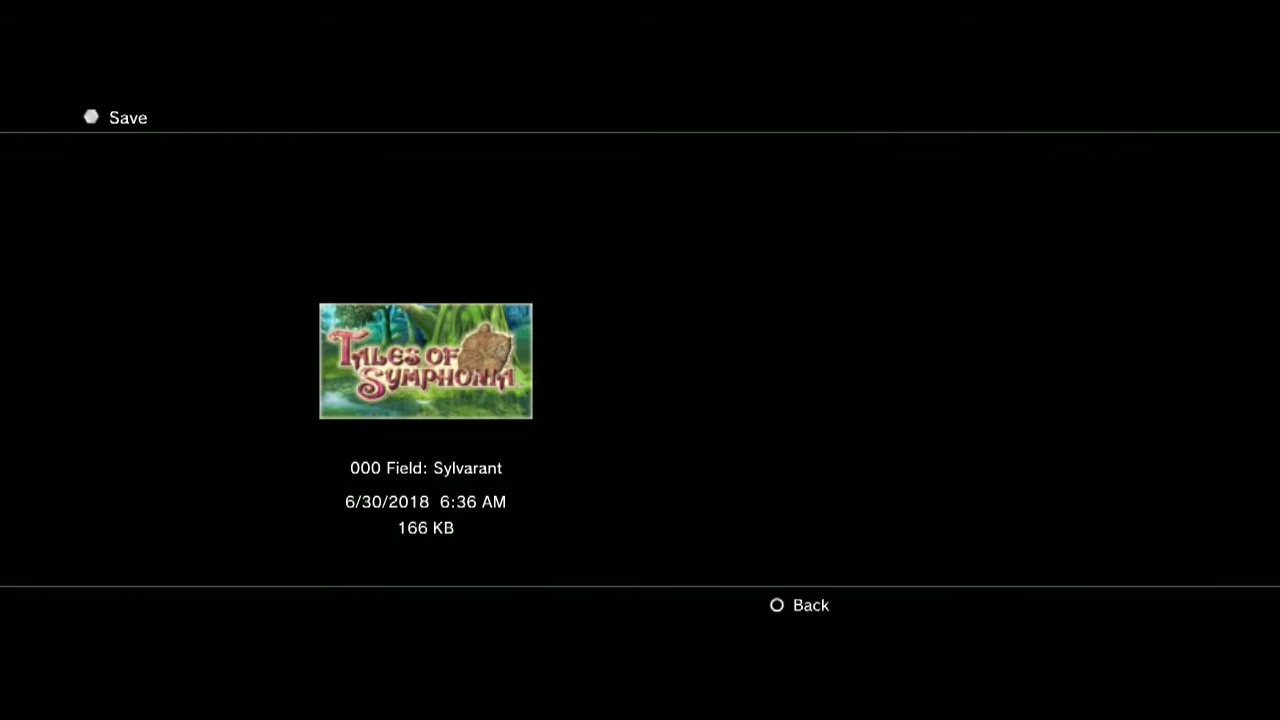 Save
TALES OF
SYMPHONIA
000 Field: Sylvarant
6/30/2018 6:36 AM
166 KB
Back